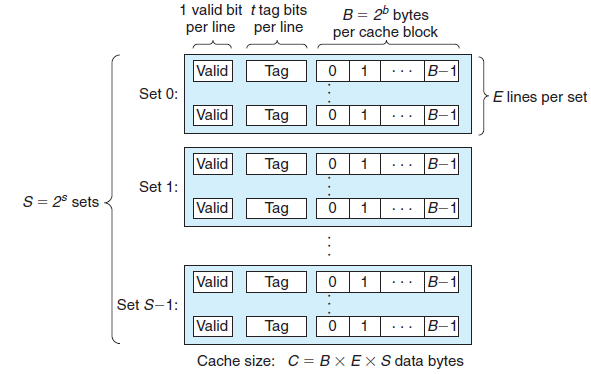 1 valid bit per line
t tag bits per line
B = 2ᵇ bytes per cache block
Valid Tag 0 1 · · · B–1
Set 0:
E lines per set
Valid Tag 0 1 · · · B–1
Valid Tag 0 1 · · · B–1
Set 1:
S = 2ˢ sets
Valid Tag 0 1 · · · B–1
Valid Tag 0 1 · · · B–1
Set S–1:
Valid Tag 0 1 · · · B–1
Cache size: C = B × E × S data bytes